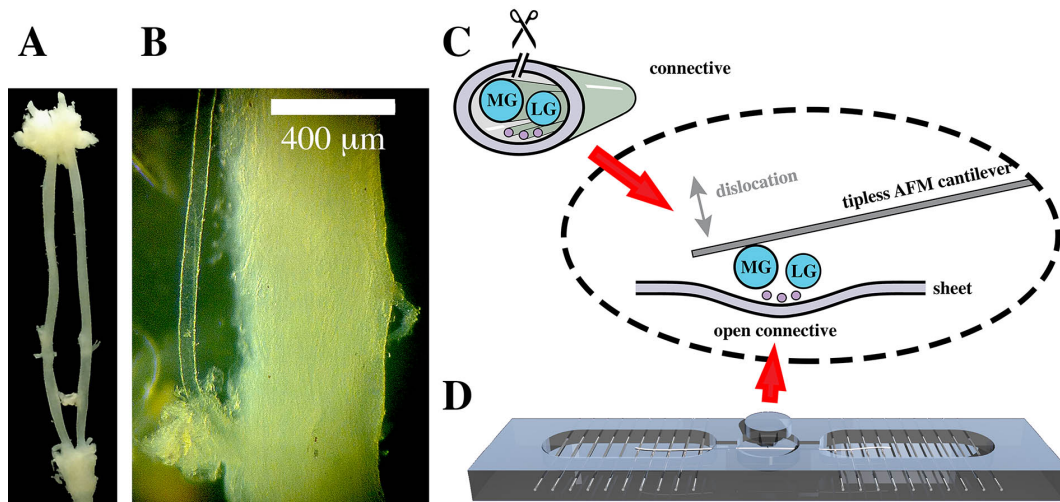 A
B
C
400 µm
connective
MG
LG
dislocation
tipless AFM cantilever
MG
LG
sheet
open connective
D